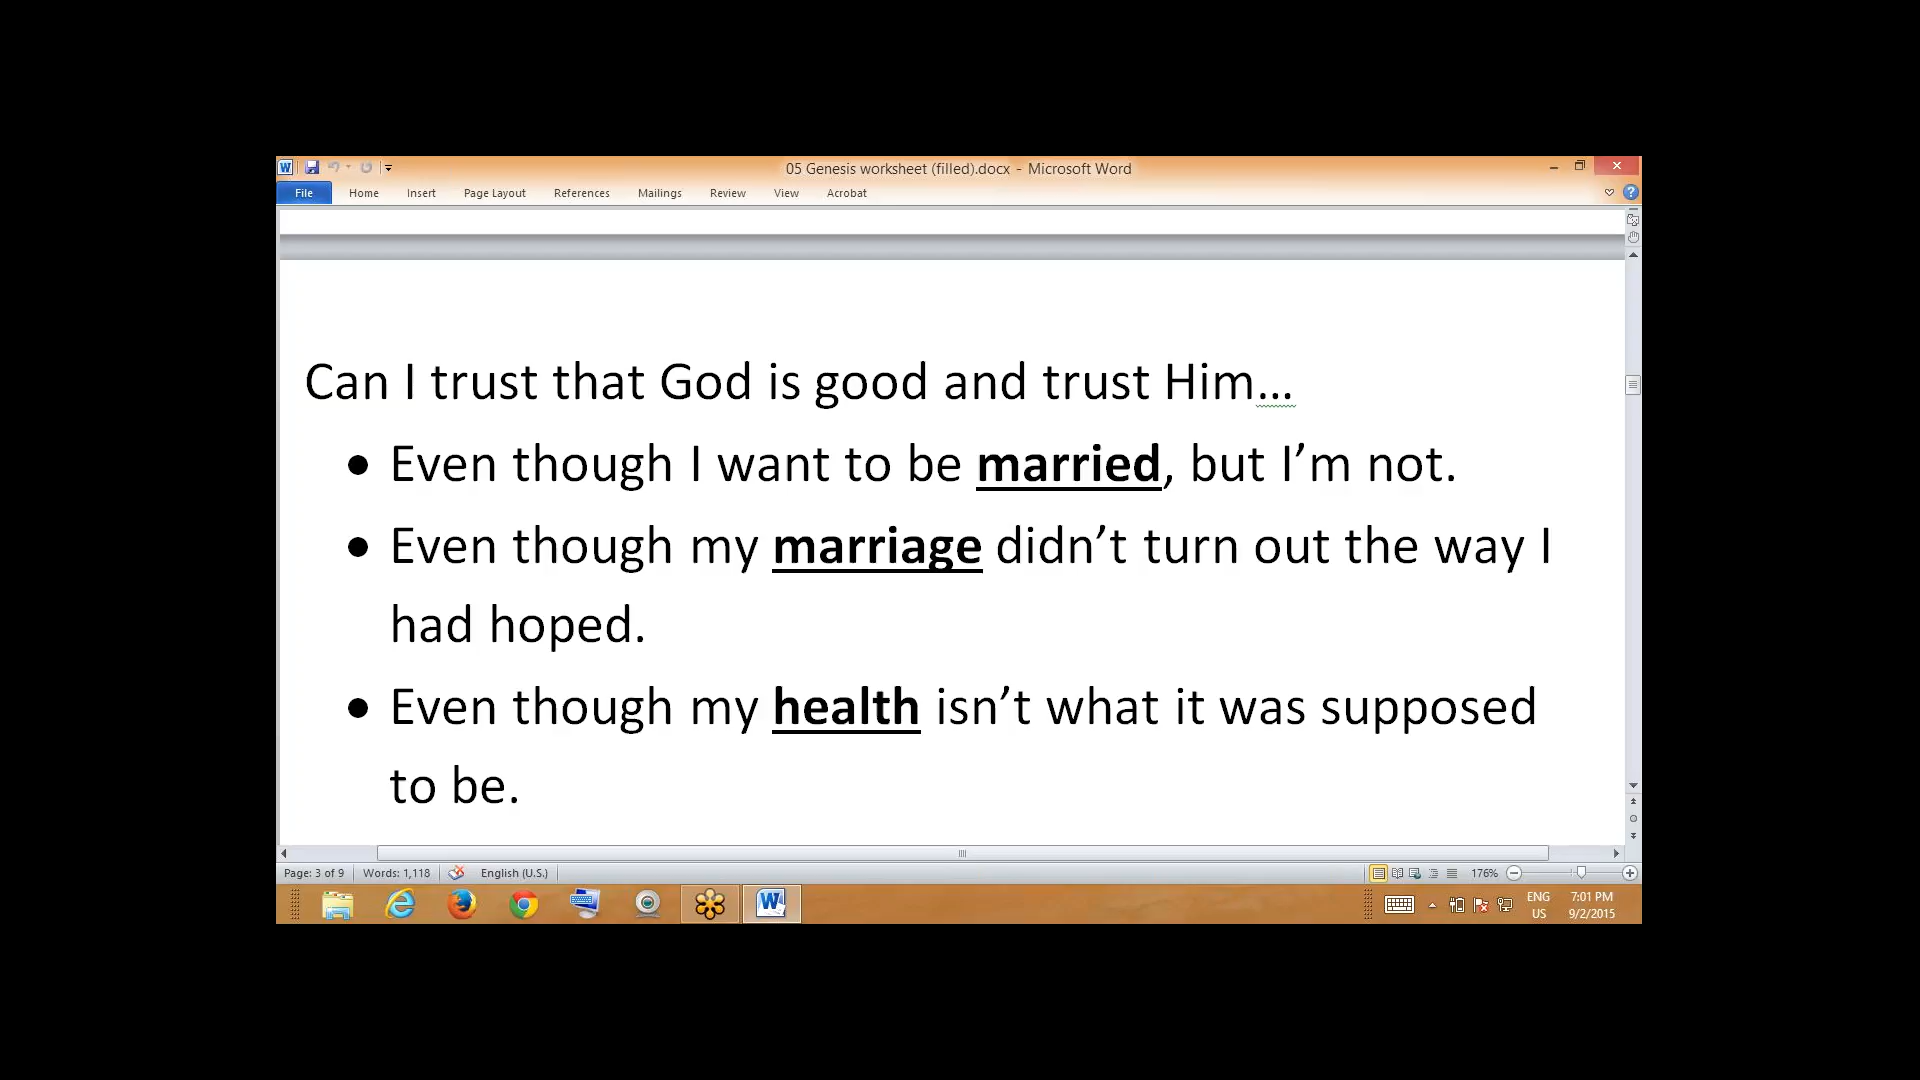 05 Genesis worksheet (filled).docx - Microsoft Word
File Home Insert Page Layout References Mailings Review View Acrobat
Can I trust that God is good and trust Him...
• Even though I want to be married, but I’m not.
• Even though my marriage didn’t turn out the way I
had hoped.
• Even though my health isn’t what it was supposed
to be.
Page: 3 of 9 Words: 1,118 English (U.S.) 176%
ENG 7:01 PM
US 9/2/2015